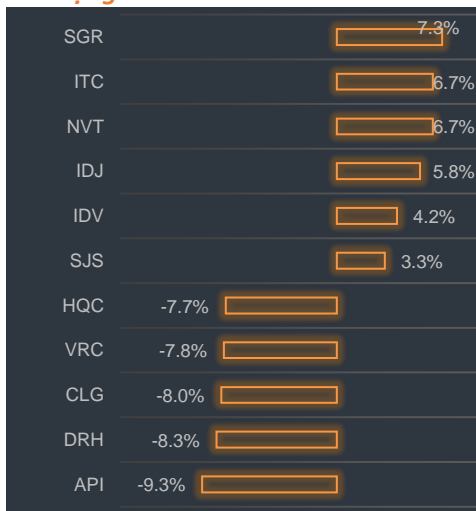 SGR 7.3%
ITC 6.7%
NVT 6.7%
IDJ 5.8%
IDV 4.2%
SJS 3.3%
HQC -7.7%
VRC -7.8%
CLG -8.0%
DRH -8.3%
API -9.3%